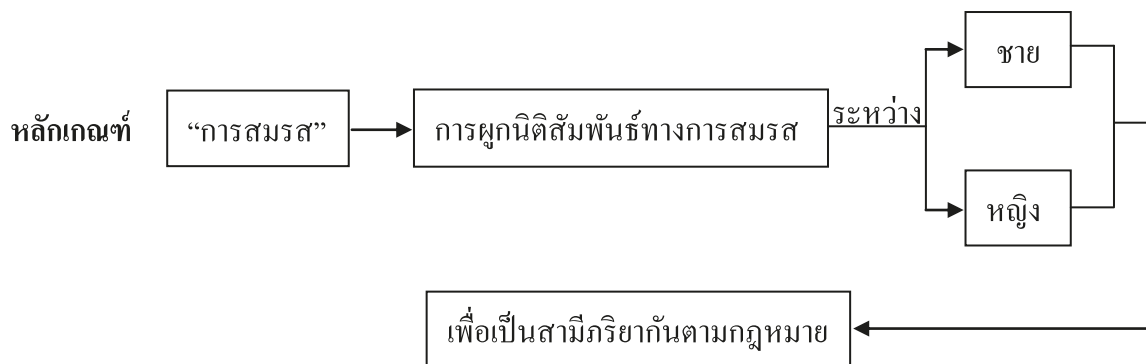 หลักเกณฑ์
“การสมรส”
การผูกนิติสัมพันธ์ทางการสมรส
ระหว่าง
ชาย
หญิง
เพื่อเป็นสามีภริยากันตามกฎหมาย